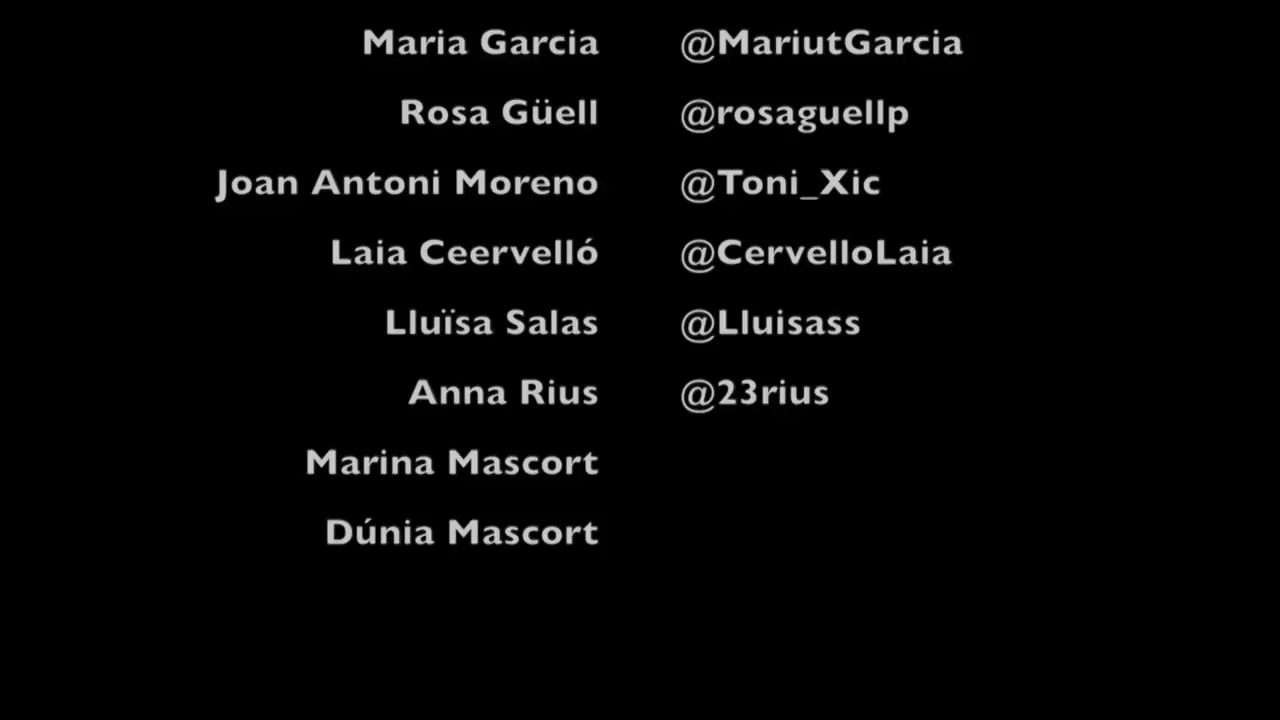 Maria Garcia @MariutGarcia
Rosa Güell @rosaguellp
Joan Antoni Moreno @Toni_Xic
Laia Ceervelló @CervelloLaia
Lluïsa Salas @Lluisass
Anna Rius @23rius
Marina Mascort
Dúnia Mascort